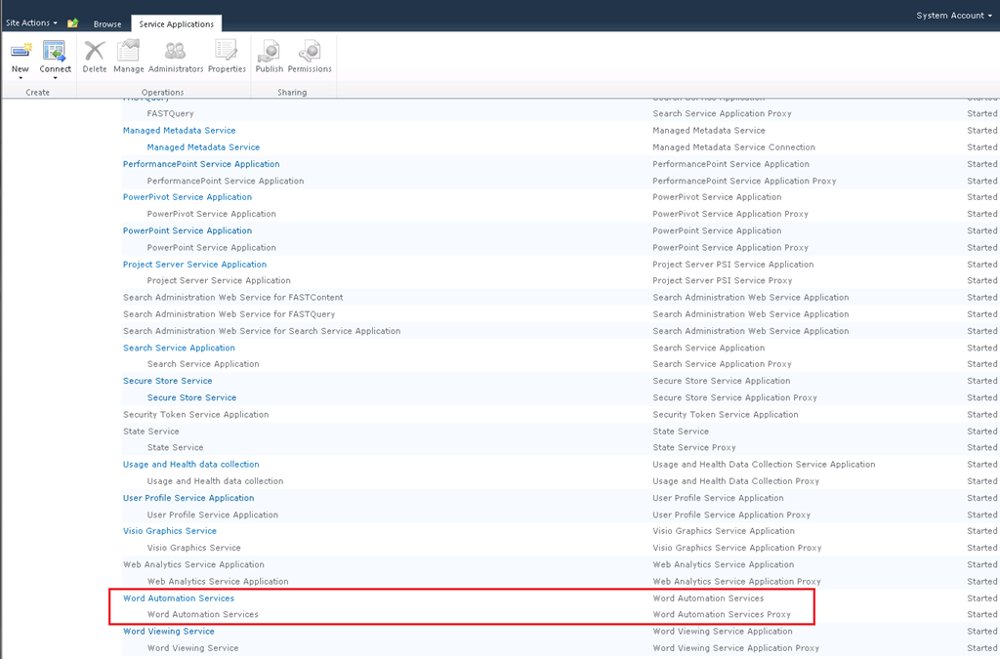 System Account
Site Actions Browse Service Applications
New Connect Delete Manage Administrators Properties Publish Permissions
Create Operations Sharing
FASTQuery Search Service Application Started
FASTQuery Search Service Application Proxy Started
Managed Metadata Service Managed Metadata Service Started
Managed Metadata Service Managed Metadata Service Connection Started
PerformancePoint Service Application PerformancePoint Service Application Started
PerformancePoint Service Application PerformancePoint Service Application Proxy Started
PowerPivot Service Application PowerPivot Service Application Started
PowerPivot Service Application PowerPivot Service Application Proxy Started
PowerPoint Service Application PowerPoint Service Application Started
PowerPoint Service Application PowerPoint Service Application Proxy Started
Project Server Service Application Project Server PSI Service Application Started
Project Server Service Application Project Server PSI Service Proxy Started
Search Administration Web Service for FASTContent Search Administration Web Service Application Started
Search Administration Web Service for FASTQuery Search Administration Web Service Application Started
Search Administration Web Service for Search Service Application Search Administration Web Service Application Started
Search Service Application Search Service Application Started
Search Service Application Search Service Application Proxy Started
Secure Store Service Secure Store Service Application Started
Secure Store Service Secure Store Service Application Proxy Started
Security Token Service Application Security Token Service Application Started
State Service State Service Started
State Service State Service Proxy Started
Usage and Health data collection Usage and Health Data Collection Service Application Started
Usage and Health data collection Usage and Health Data Collection Proxy Started
User Profile Service Application User Profile Service Application Started
User Profile Service Application User Profile Service Application Proxy Started
Visio Graphics Service Visio Graphics Service Application Started
Visio Graphics Service Visio Graphics Service Application Proxy Started
Web Analytics Service Application Web Analytics Service Application Started
Web Analytics Service Application Web Analytics Service Application Proxy Started
Word Automation Services Word Automation Services Started
Word Automation Services Word Automation Services Proxy Started
Word Viewing Service Word Viewing Service Application Started
Word Viewing Service Word Viewing Service Application Proxy Started